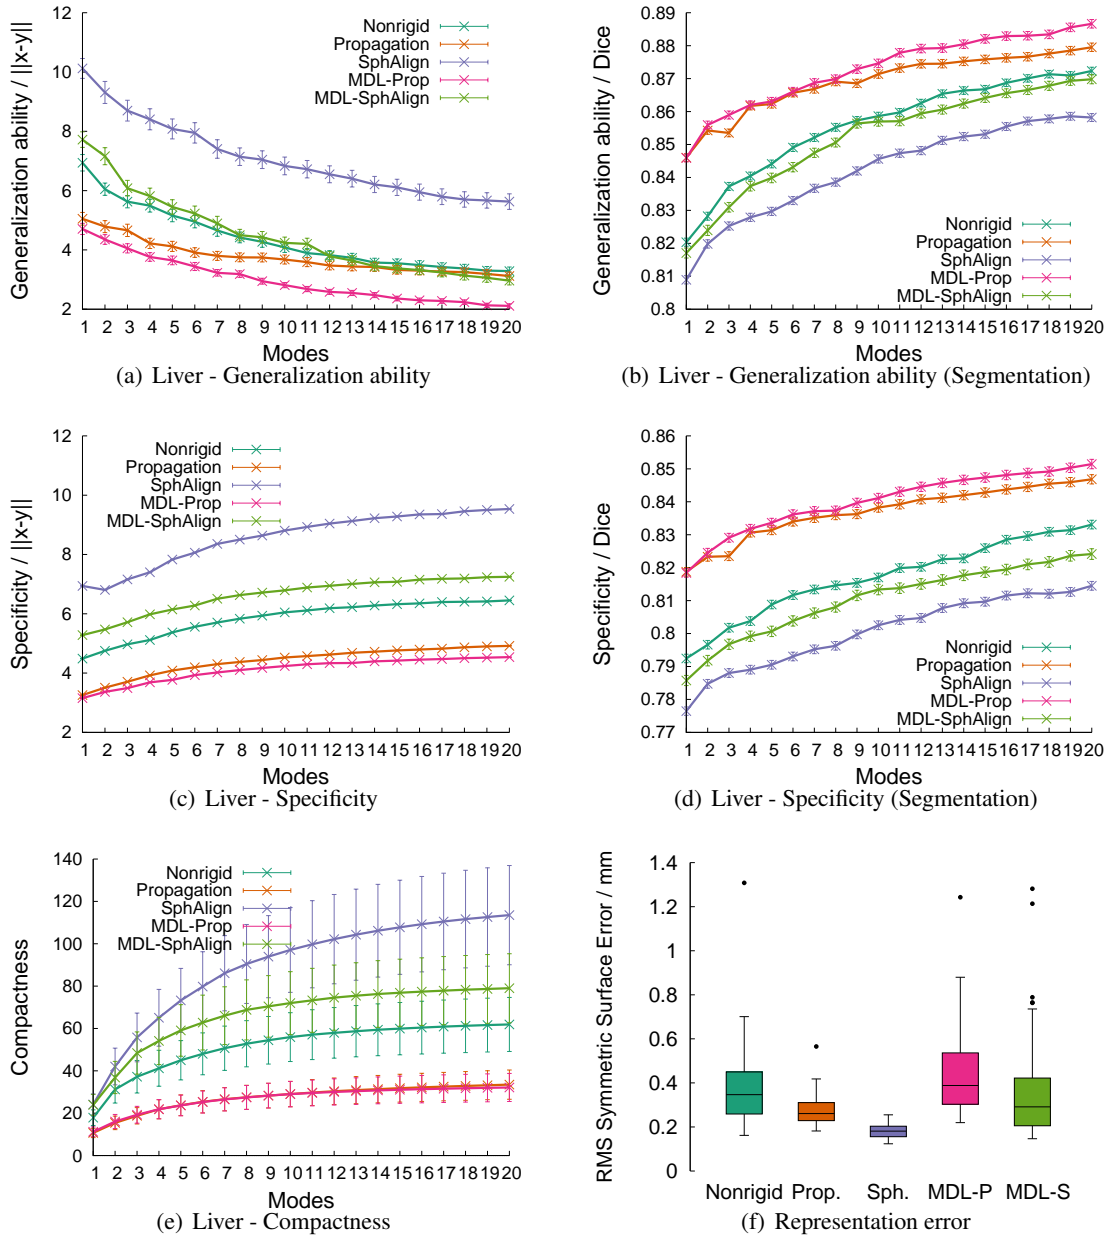 Generalization ability / ||x-y||
12
10
8
6
4
2
Nonrigid
Propagation
SphAlign
MDL-Prop
MDL-SphAlign
1 2 3 4 5 6 7 8 9 10 11 12 13 14 15 16 17 18 19 20
Modes
(a) Liver - Generalization ability
Generalization ability / Dice
0.89
0.88
0.87
0.86
0.85
0.84
0.83
0.82
0.81
0.8
Nonrigid
Propagation
SphAlign
MDL-Prop
MDL-SphAlign
1 2 3 4 5 6 7 8 9 10 11 12 13 14 15 16 17 18 19 20
Modes
(b) Liver - Generalization ability (Segmentation)
Specificity / ||x-y||
12
10
8
6
4
2
Nonrigid
Propagation
SphAlign
MDL-Prop
MDL-SphAlign
1 2 3 4 5 6 7 8 9 10 11 12 13 14 15 16 17 18 19 20
Modes
(c) Liver - Specificity
Specificity / Dice
0.86
0.85
0.84
0.83
0.82
0.81
0.8
0.79
0.78
0.77
Nonrigid
Propagation
SphAlign
MDL-Prop
MDL-SphAlign
1 2 3 4 5 6 7 8 9 10 11 12 13 14 15 16 17 18 19 20
Modes
(d) Liver - Specificity (Segmentation)
Compactness
140
120
100
80
60
40
20
0
Nonrigid
Propagation
SphAlign
MDL-Prop
MDL-SphAlign
1 2 3 4 5 6 7 8 9 10 11 12 13 14 15 16 17 18 19 20
Modes
(e) Liver - Compactness
RMS Symmetric Surface Error / mm
1.4
1.2
1
0.8
0.6
0.4
0.2
0
Nonrigid Prop. Sph. MDL-P MDL-S
(f) Representation error